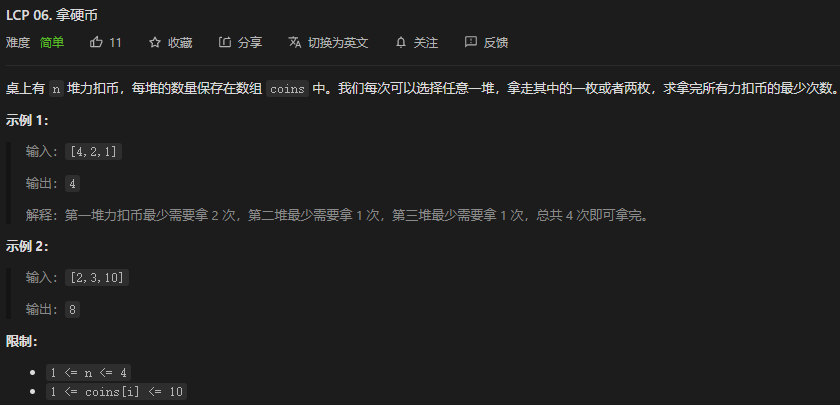 LCP 06. 拿硬币
难度 简单 11 收藏 分享 切换为英文 关注 反馈
桌上有 n 堆力扣币，每堆的数量保存在数组 coins 中。我们每次可以选择任意一堆，拿走其中的一枚或者两枚，求拿完所有力扣币的最少次数。
示例 1：
输入：[4,2,1]
输出：4
解释：第一堆力扣币最少需要拿 2 次，第二堆最少需要拿 1 次，第三堆最少需要拿 1 次，总共 4 次即可拿完。
示例 2：
输入：[2,3,10]
输出：8
限制：
1 <= n <= 4
1 <= coins[i] <= 10